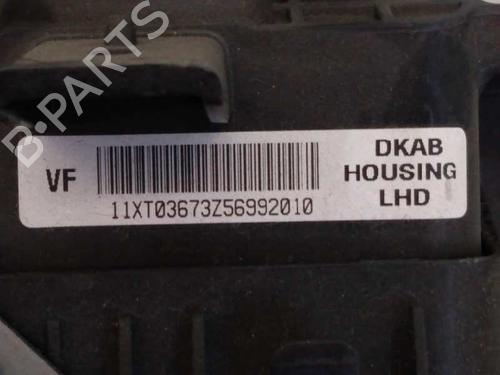 B·PARTS
VF
11XT03673Z56992010
DKAB
HOUSING
LHD